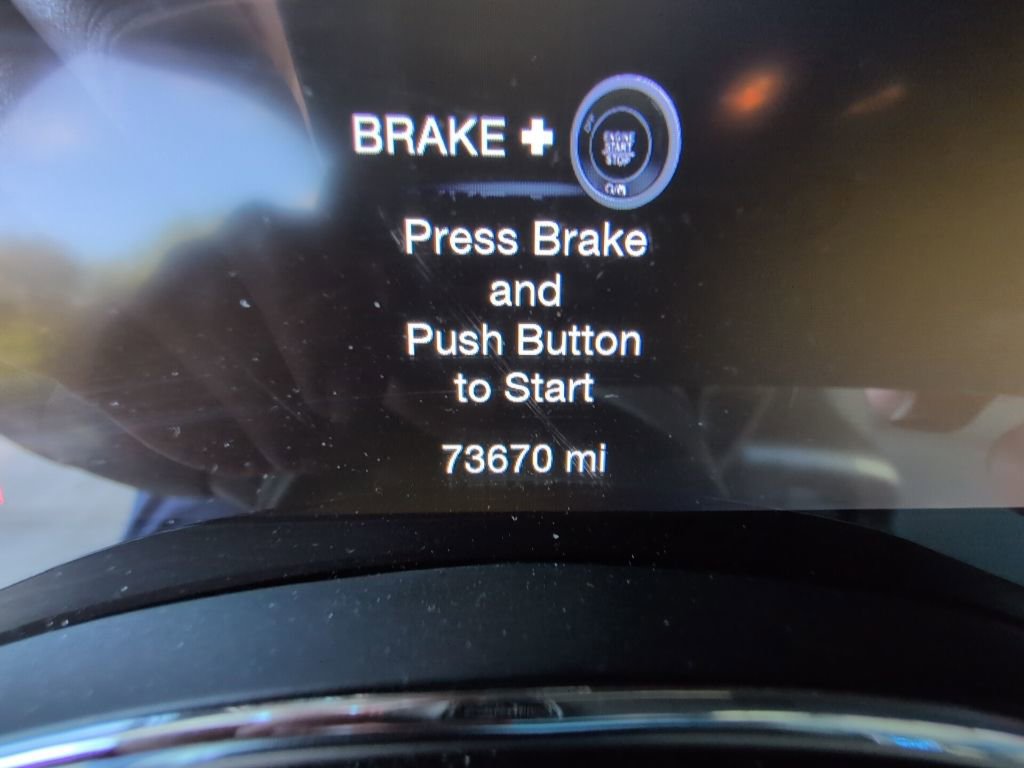 BRAKE +
ENGINE
START
STOP
Press Brake
and
Push Button
to Start
73670 mi